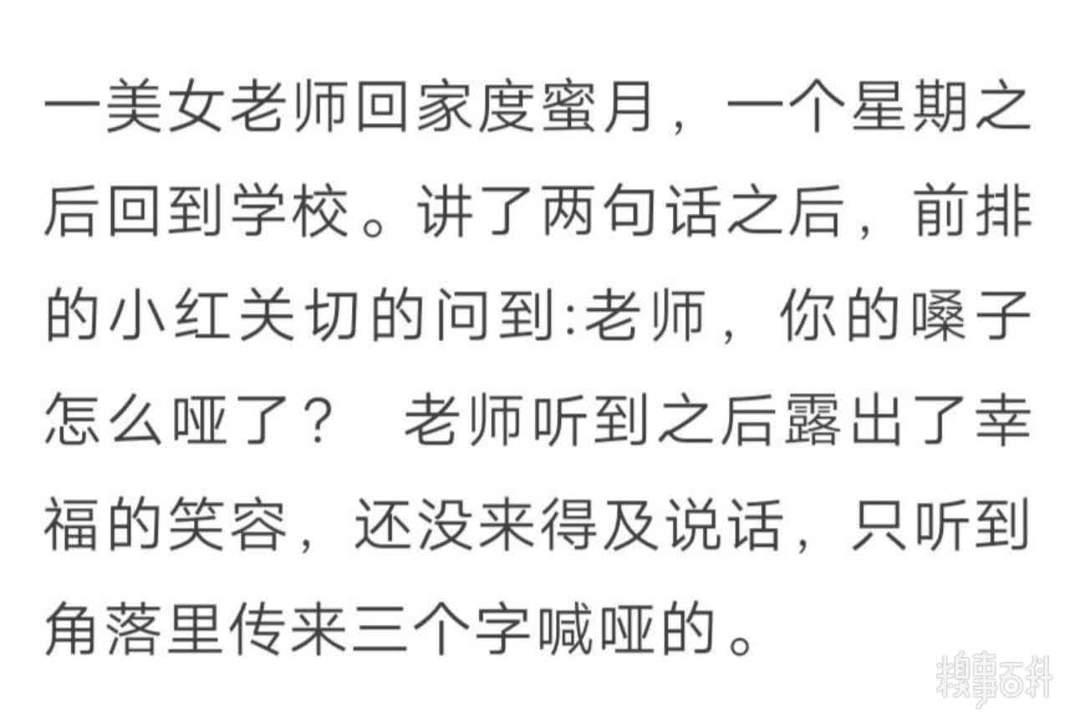 一美女老师回家度蜜月，一个星期之
后回到学校。讲了两句话之后，前排
的小红关切的问到:老师，你的嗓子
怎么哑了？ 老师听到之后露出了幸
福的笑容，还没来得及说话，只听到
角落里传来三个字喊哑的。
糗事百科